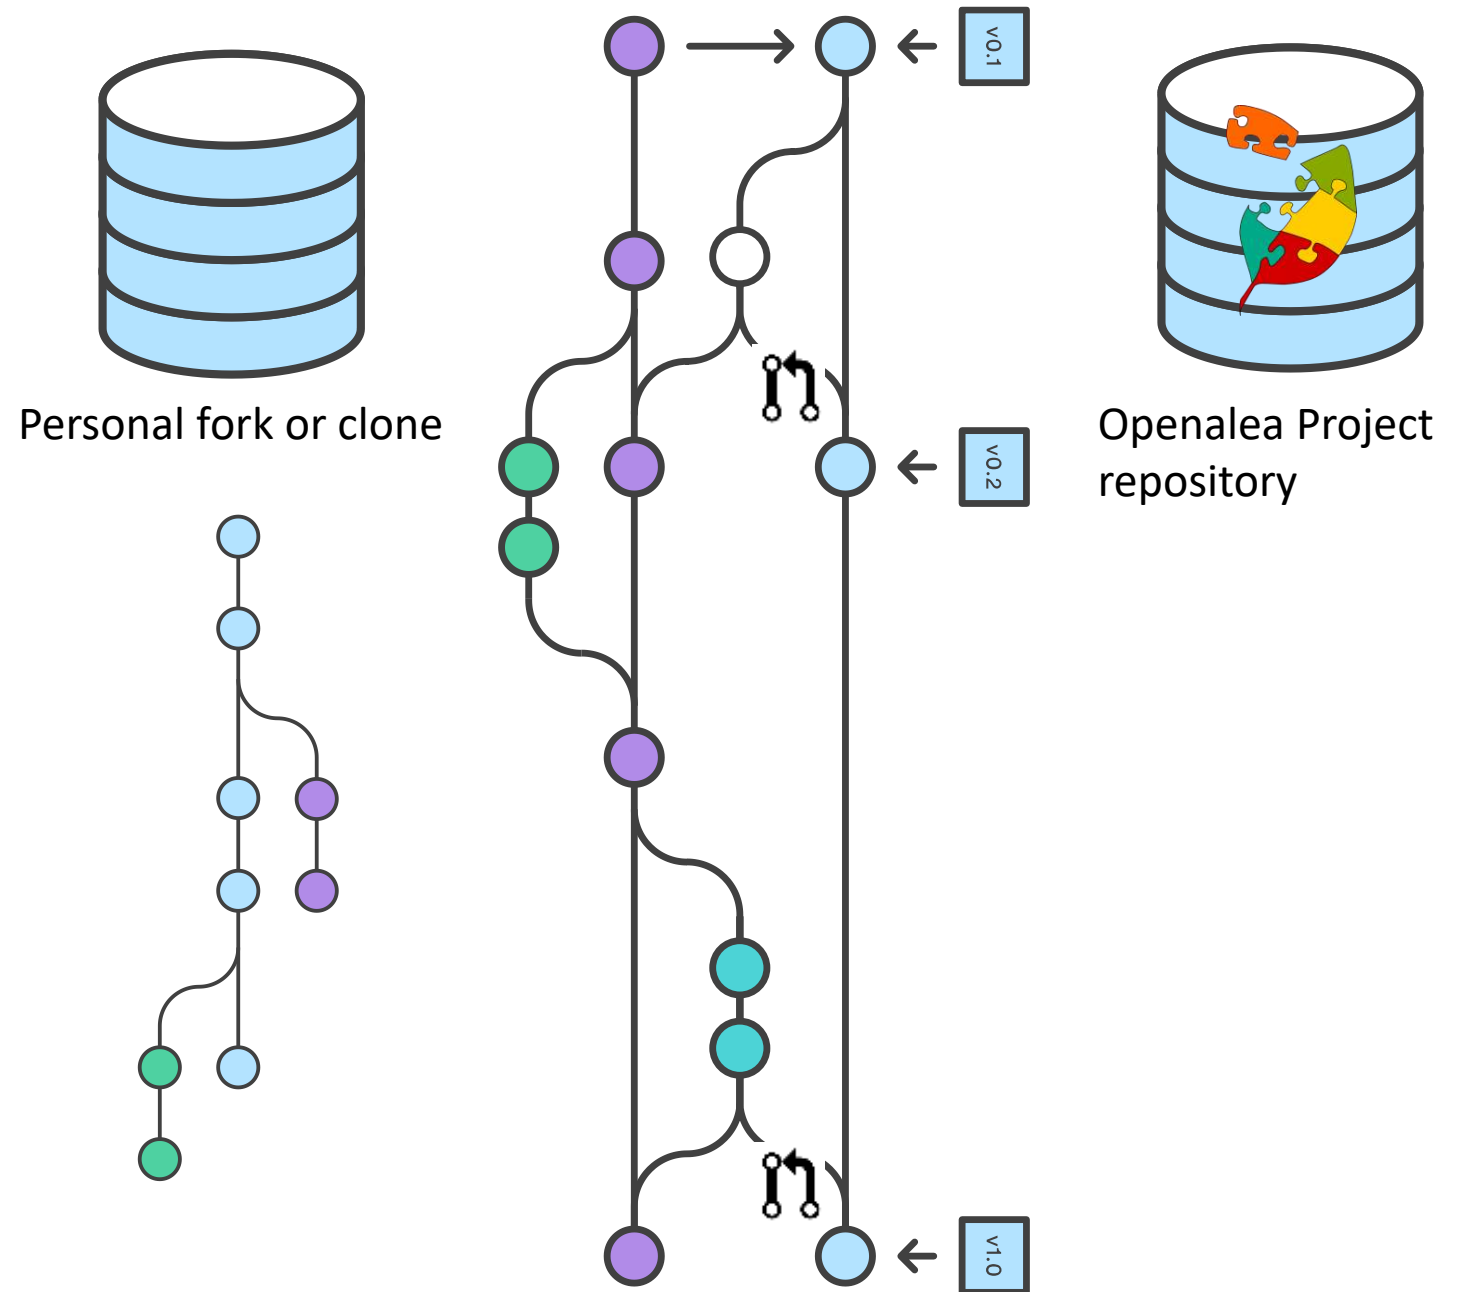 v0.1
Personal fork or clone
Openalea Project
repository
v0.2
v1.0